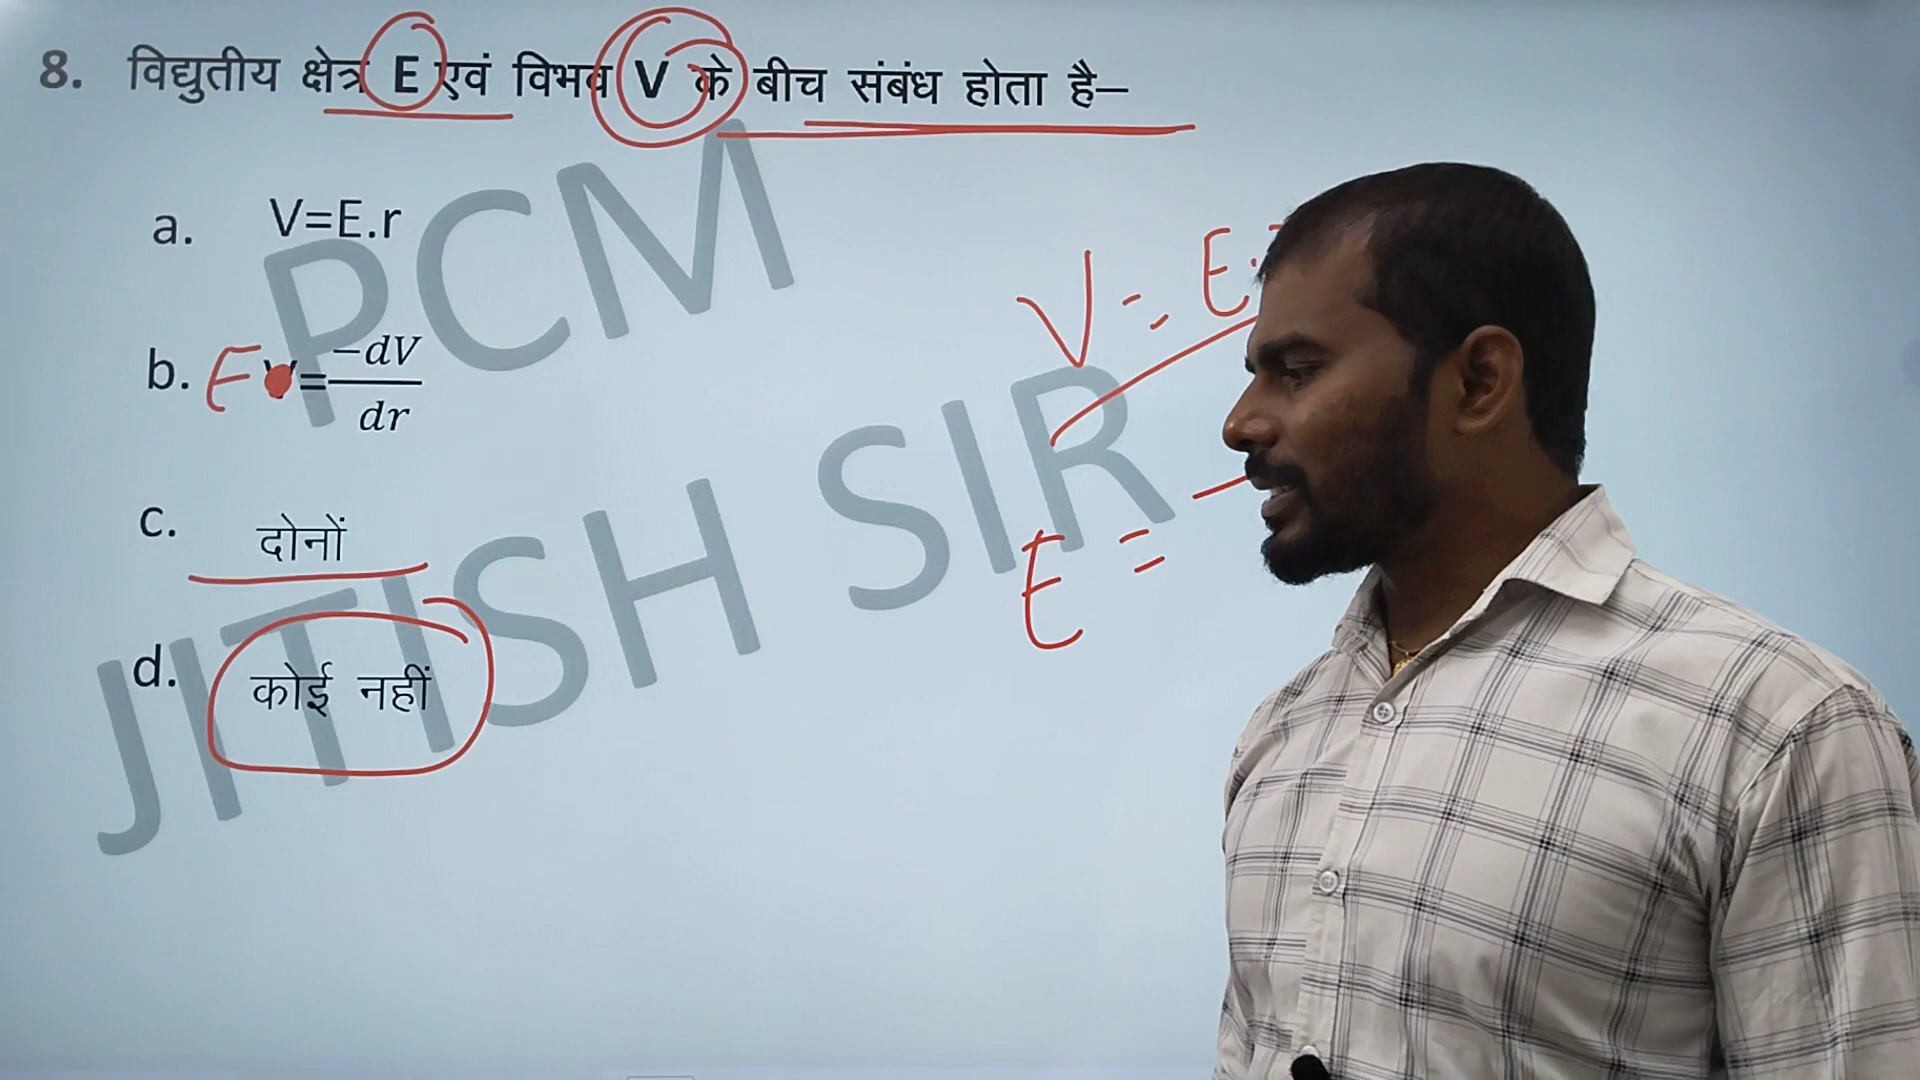 8. विद्युतीय क्षेत्र E एवं विभव V के बीच संबंध होता है–
a. V=E.r
b. E =
−dV
dr
c. दोनों
d. कोई नहीं
V = E.
E =
PCM
JITISH SIR